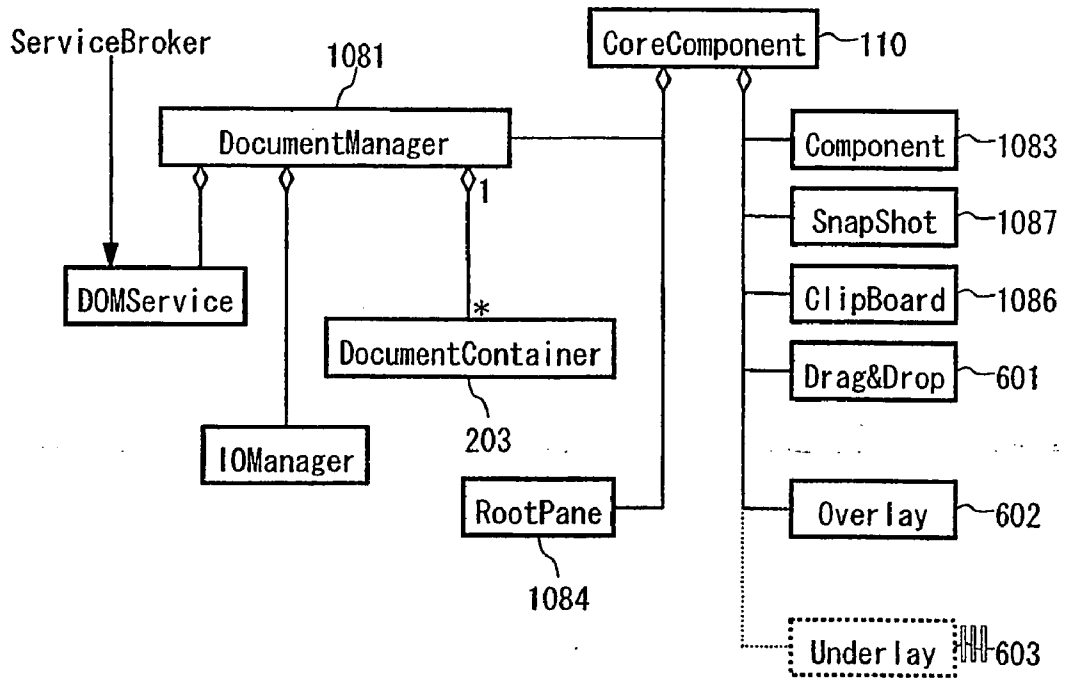 ServiceBroker
1081
DocumentManager
CoreComponent
110
1
Component
1083
SnapShot
1087
DOMService
ClipBoard
1086
*
DocumentContainer
203
Drag&Drop
601
IOManager
RootPane
1084
Overlay
602
Underlay
603